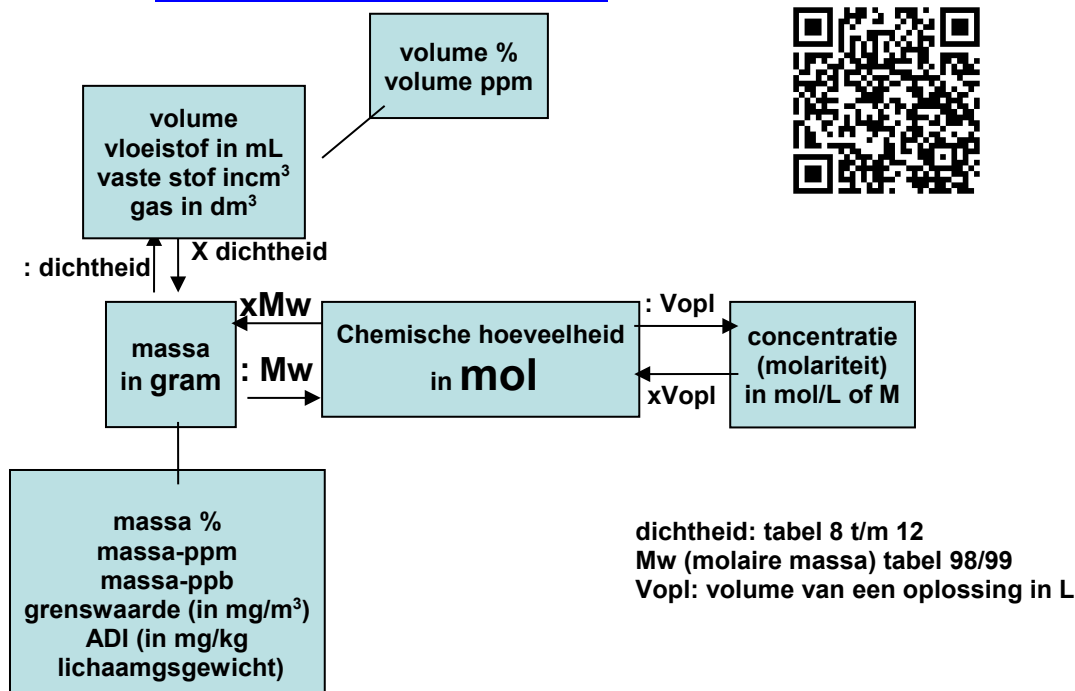 volume %
volume ppm
volume
vloeistof in mL
vaste stof incm³
gas in dm³
: dichtheid
X dichtheid
massa
in gram
xMw
: Mw
Chemische hoeveelheid
in mol
: Vopl
xVopl
concentratie
(molariteit)
in mol/L of M
massa %
massa-ppm
massa-ppb
grenswaarde (in mg/m³)
ADI (in mg/kg
lichaamgsgewicht)
dichtheid: tabel 8 t/m 12
Mw (molaire massa) tabel 98/99
Vopl: volume van een oplossing in L